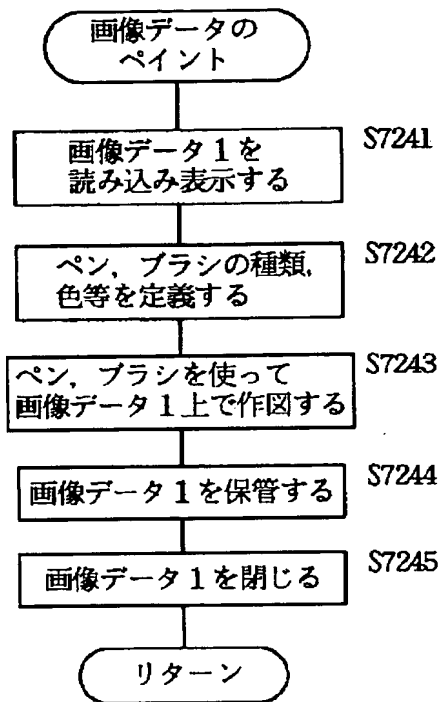 画像データの
ペイント
画像データ1を
読み込み表示する
S7241
ペン，ブラシの種類，
色等を定義する
S7242
ペン，ブラシを使って
画像データ1上で作図する
S7243
画像データ1を保管する
S7244
画像データ1を閉じる
S7245
リターン